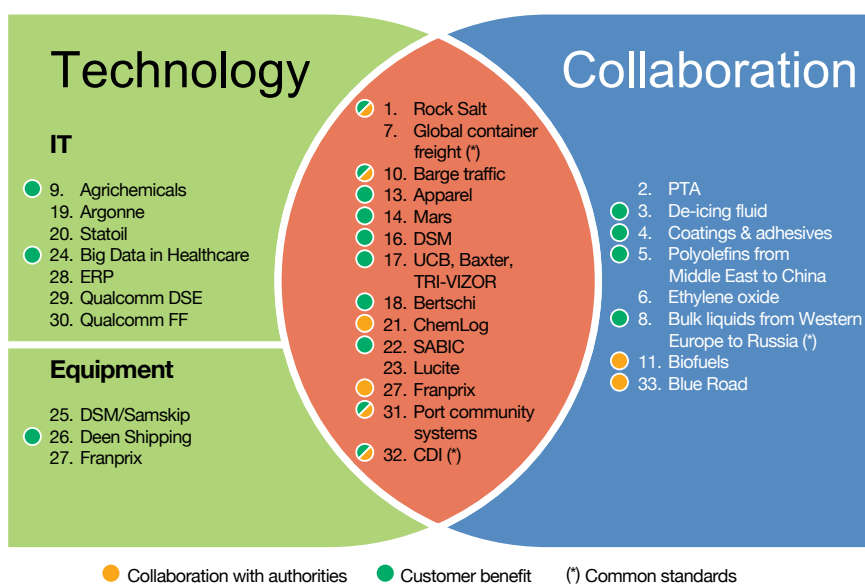 Technology
Collaboration
IT
9. Agrichemicals
19. Argonne
20. Statoil
24. Big Data in Healthcare
28. ERP
29. Qualcomm DSE
30. Qualcomm FF
Equipment
25. DSM/Samskip
26. Deen Shipping
27. Franprix
1. Rock Salt
7. Global container
freight (*)
10. Barge traffic
13. Apparel
14. Mars
16. DSM
17. UCB, Baxter,
TRI-VIZOR
18. Bertschi
21. ChemLog
22. SABIC
23. Lucite
27. Franprix
31. Port community
systems
32. CDI (*)
2. PTA
3. De-icing fluid
4. Coatings & adhesives
5. Polyolefins from
Middle East to China
6. Ethylene oxide
8. Bulk liquids from Western
Europe to Russia (*)
11. Biofuels
33. Blue Road
Collaboration with authorities
Customer benefit
(*) Common standards